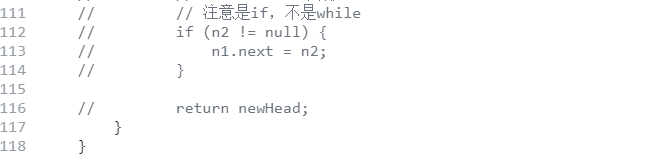 111 // // 注意是if，不是while
112 // if (n2 != null) {
113 // n1.next = n2;
114 // }
115
116 // return newHead;
117 }
118 }